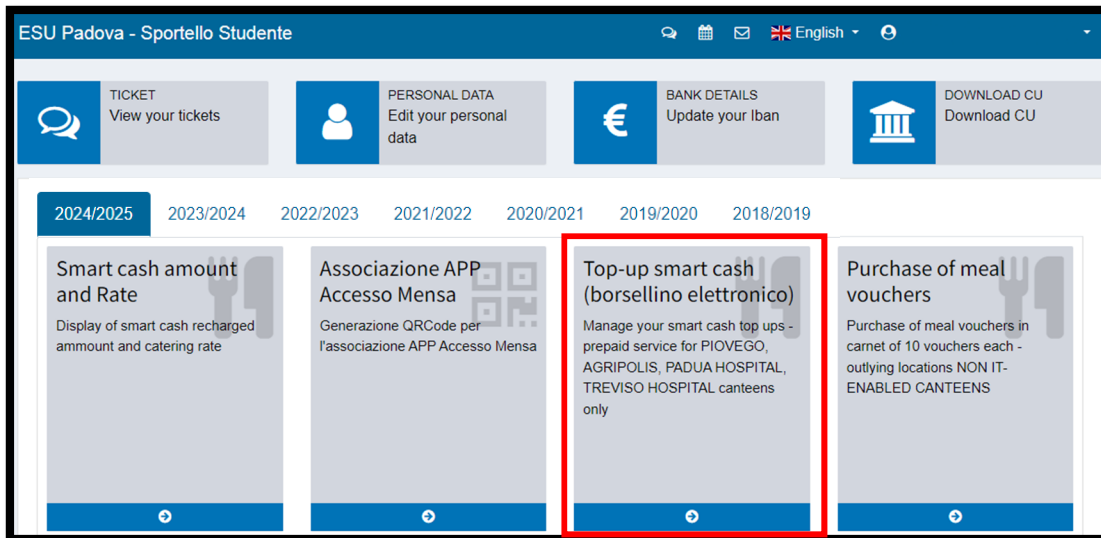 ESU Padova - Sportello Studente
English
TICKET
View your tickets
PERSONAL DATA
Edit your personal
data
BANK DETAILS
Update your Iban
DOWNLOAD CU
Download CU
2024/2025 2023/2024 2022/2023 2021/2022 2020/2021 2019/2020 2018/2019
Smart cash amount
and Rate
Display of smart cash recharged
ammount and catering rate
Associazione APP
Accesso Mensa
Generazione QRCode per
l'associazione APP Accesso Mensa
Top-up smart cash
(borsellino elettronico)
Manage your smart cash top ups -
prepaid service for PIOVEGO,
AGRIPOLIS, PADUA HOSPITAL,
TREVISO HOSPITAL canteens
only
Purchase of meal
vouchers
Purchase of meal vouchers in
carnet of 10 vouchers each -
outlying locations NON IT-
ENABLED CANTEENS